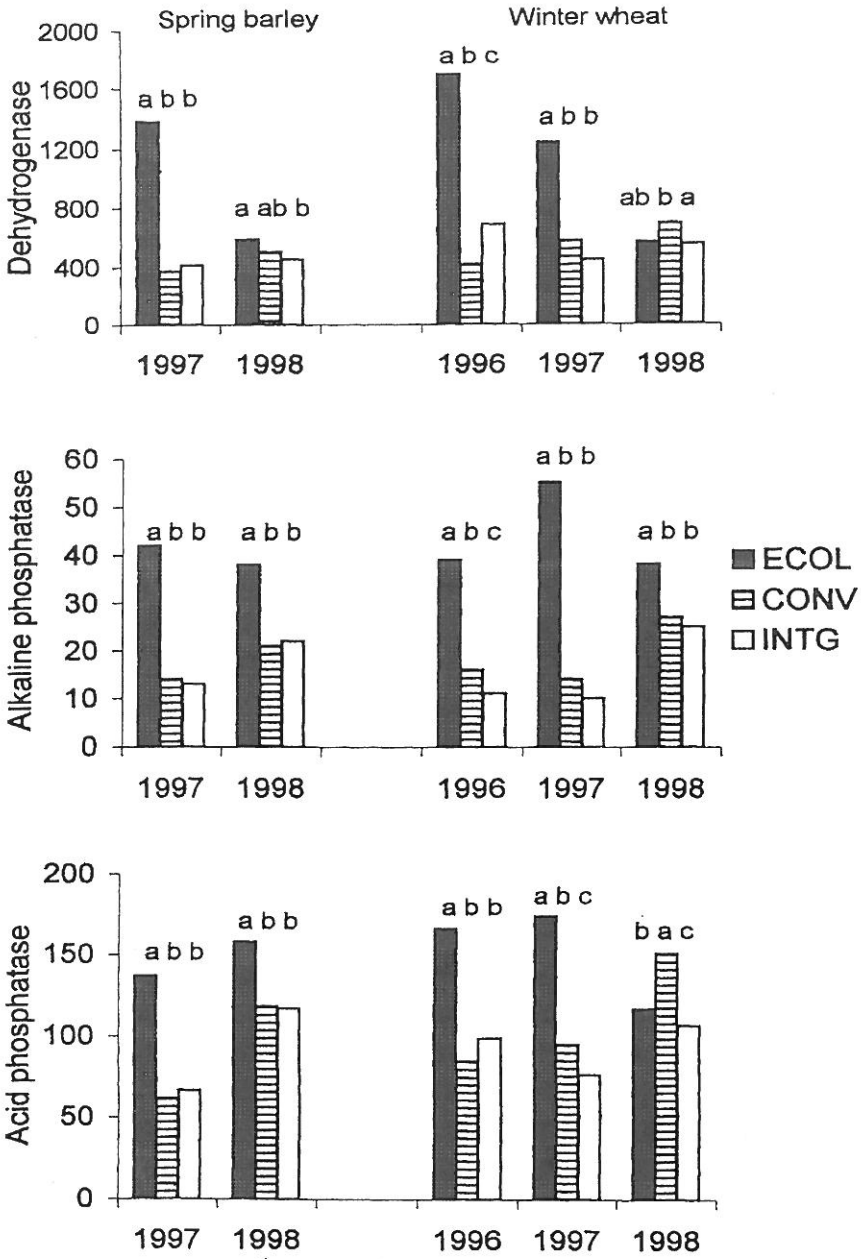 Spring barley Winter wheat
Dehydrogenase
2000
1600
1200
800
400
0
a b b
a ab b
a b c
a b b
ab b a
1997 1998 1996 1997 1998
Alkaline phosphatase
60
50
40
30
20
10
0
a b b
a b b
a b c
a b b
a b b
1997 1998 1996 1997 1998
ECOL
CONV
INTG
Acid phosphatase
200
150
100
50
0
a b b
a b b
a b b
a b c
b a c
1997 1998 1996 1997 1998